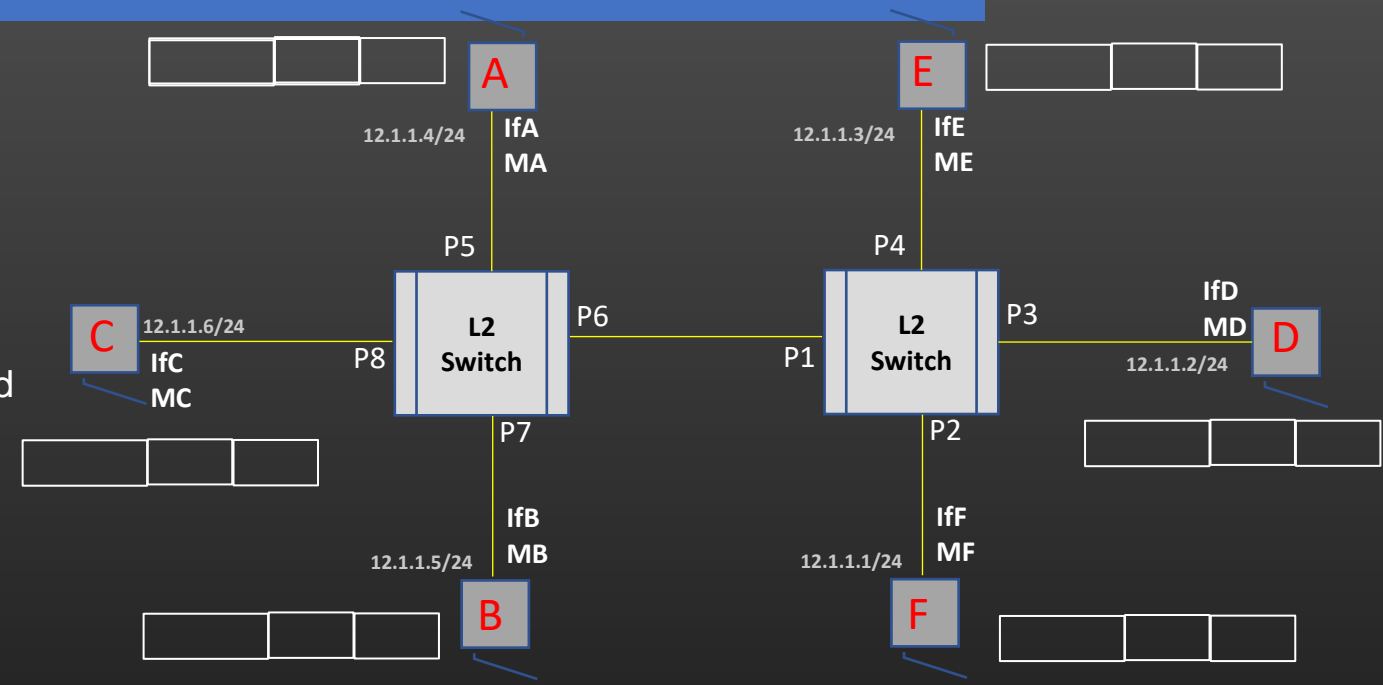 A
E
12.1.1.4/24
IfA
MA
12.1.1.3/24
IfE
ME
P5
P4
C
12.1.1.6/24
IfC
MC
P8
L2
Switch
P6
P1
L2
Switch
P3
IfD
MD
12.1.1.2/24
D
d
P7
P2
IfB
MB
12.1.1.5/24
B
IfF
MF
12.1.1.1/24
F